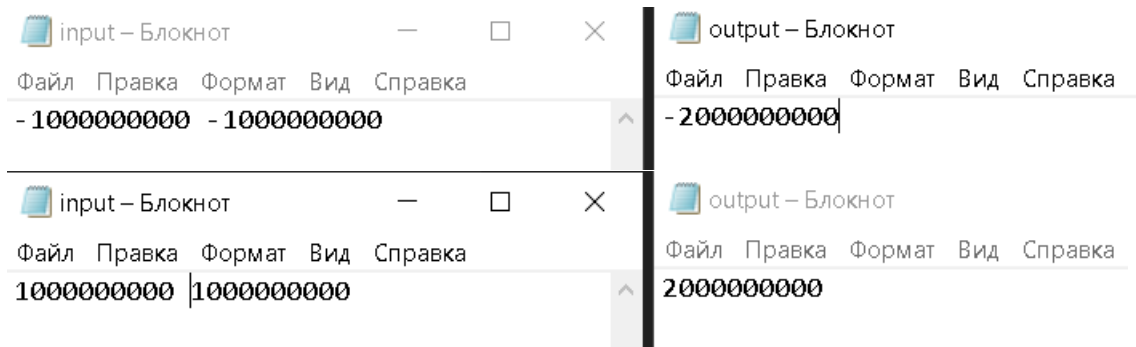 input – Блокнот
Файл Правка Формат Вид Справка
-1000000000 -1000000000
output – Блокнот
Файл Правка Формат Вид Справка
-2000000000
input – Блокнот
Файл Правка Формат Вид Справка
1000000000 1000000000
output – Блокнот
Файл Правка Формат Вид Справка
2000000000